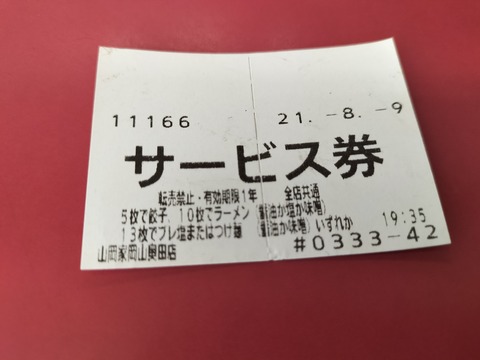 11166 21.-8.-9
サービス券
転売禁止・有効期限1年 全店共通
5枚で餃子、10枚でラーメン (醤油か塩か味噌)
13枚でプレ塩またはつけ麺 (醤油か味噌) いずれか 19:35
山岡家岡山奥田店 #0333-42